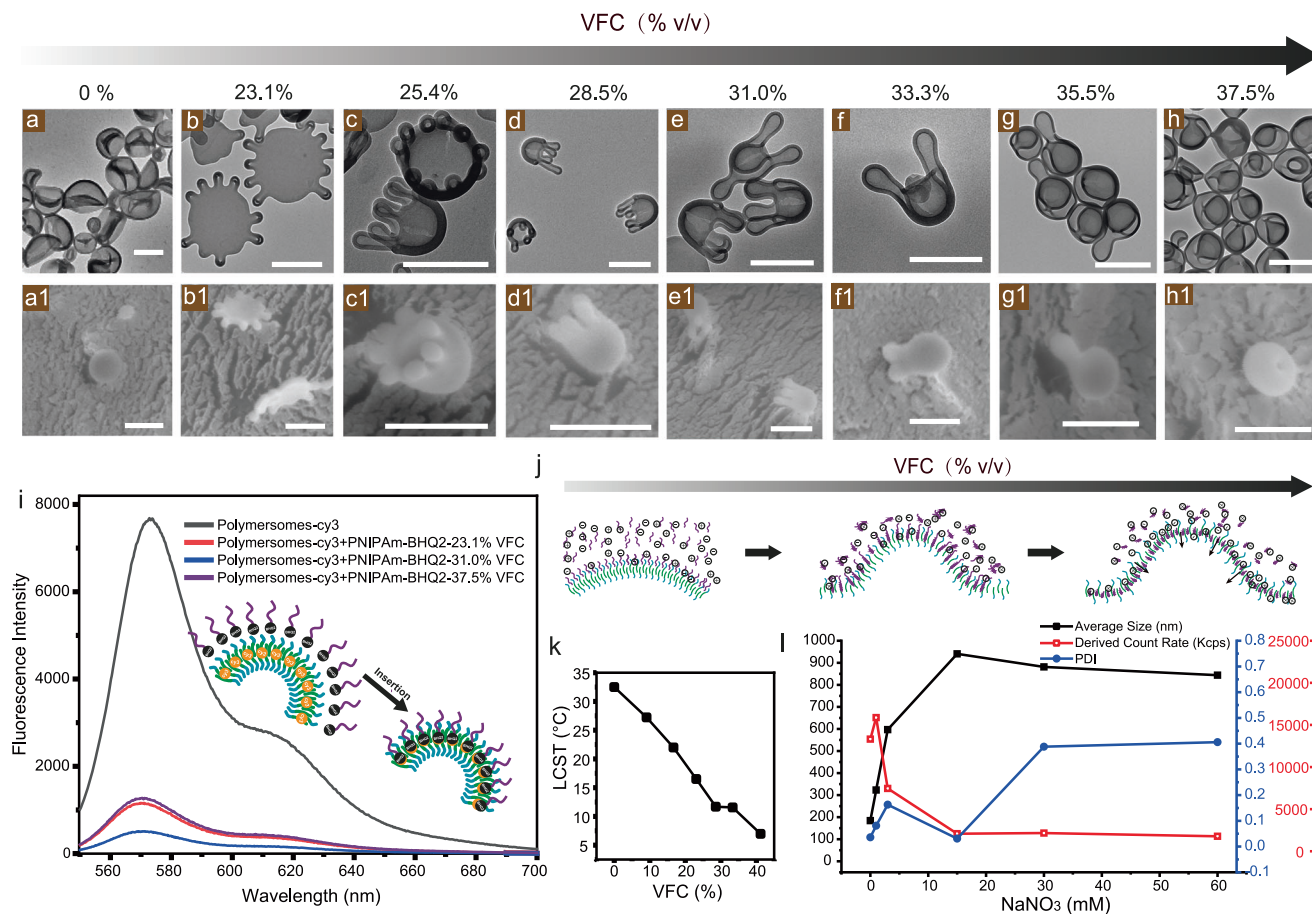 VFC (% v/v)
0 %
23.1%
25.4%
28.5%
31.0%
33.3%
35.5%
37.5%
a
b
c
d
e
f
g
h
a1
b1
c1
d1
e1
f1
g1
h1
i
8000
6000
4000
2000
0
Fluorescence Intensity
Polymersomes-cy3
Polymersomes-cy3+PNIPAm-BHQ2-23.1% VFC
Polymersomes-cy3+PNIPAm-BHQ2-31.0% VFC
Polymersomes-cy3+PNIPAm-BHQ2-37.5% VFC
Insertion
560 580 600 620 640 660 680 700
Wavelength (nm)
j
VFC (% v/v)
k
35
30
25
20
15
10
5
LCST (°C)
0 10 20 30 40
VFC (%)
l
Average Size (nm)
Derived Count Rate (Kcps)
PDI
1000
900
800
700
600
500
400
300
200
100
0
0.8
0.7
0.6
0.5
0.4
0.3
0.2
0.1
0.0
0.1
25000
20000
15000
10000
5000
0
0 10 20 30 40 50 60
NaNO₃ (mM)